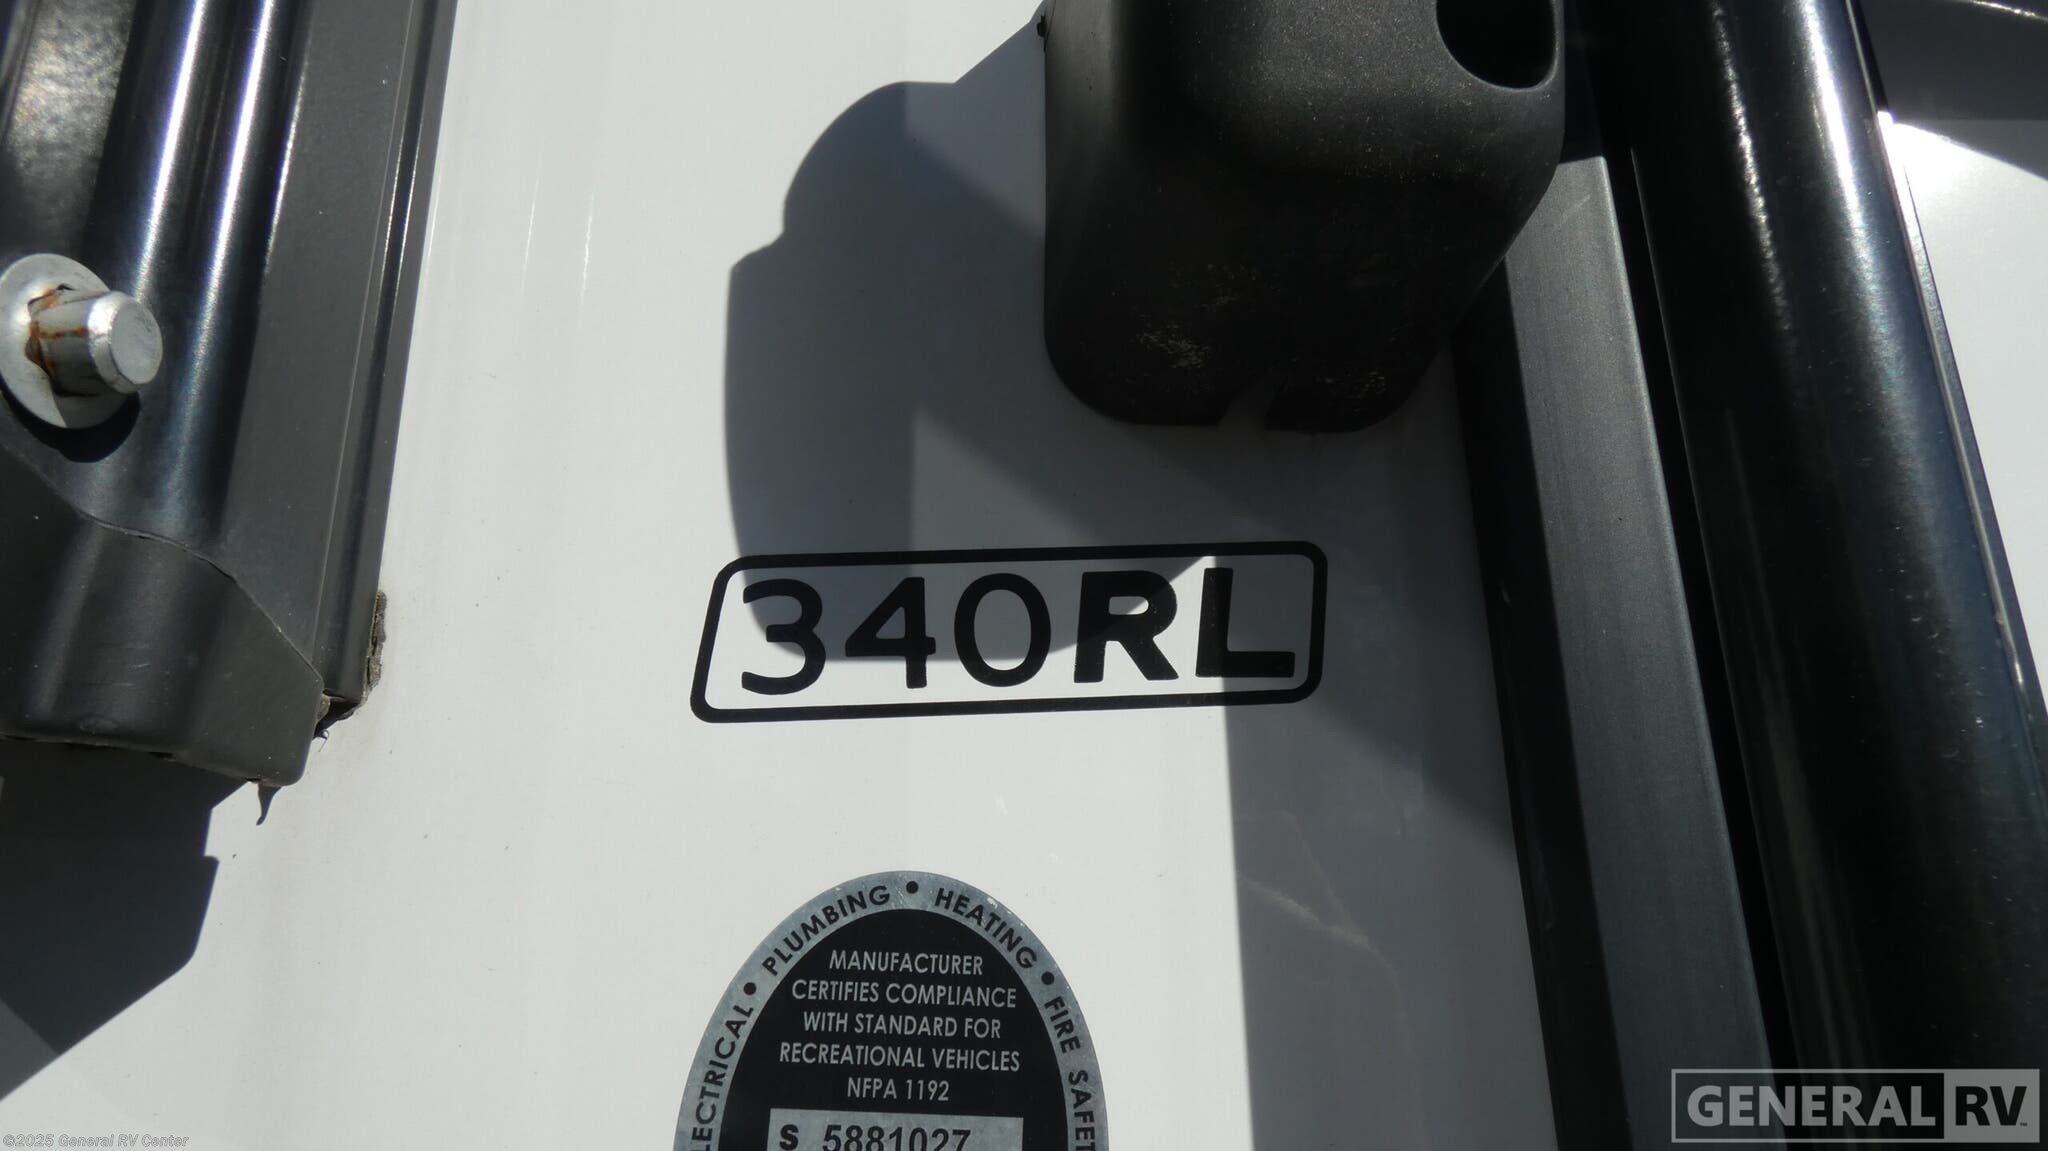 340RL
ELECTRICAL • PLUMBING • HEATING • FIRE SAFETY
MANUFACTURER
CERTIFIES COMPLIANCE
WITH STANDARD FOR
RECREATIONAL VEHICLES
NFPA 1192
S 5881027
GENERAL RV
©2025 General RV Center